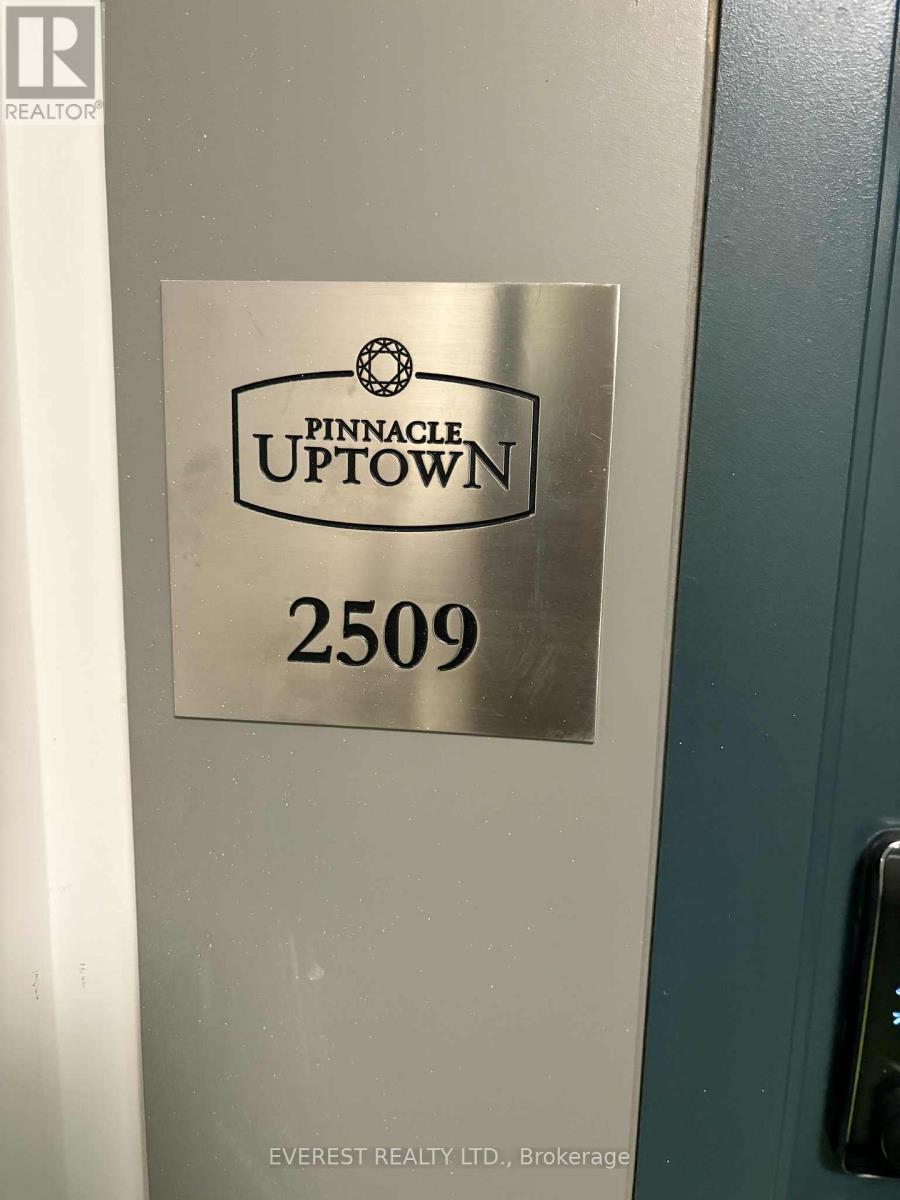 REALTOR®
PINNACLE
UPTOWN
2509
EVEREST REALTY LTD., Brokerage